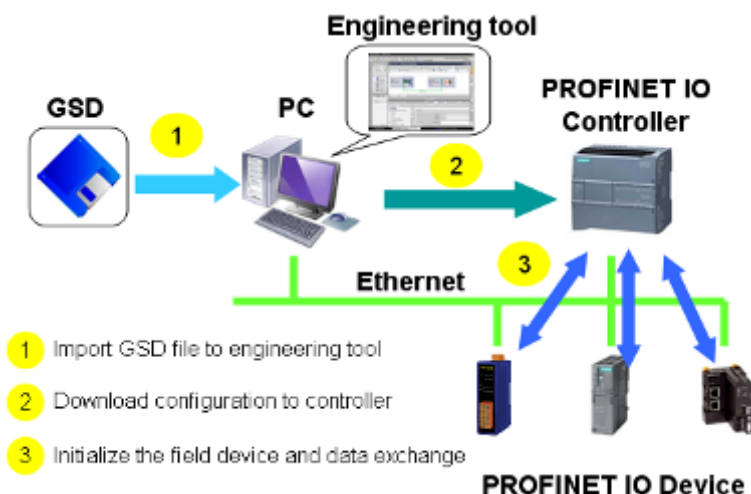 Engineering tool
GSD
PC
PROFINET IO
Controller
1
2
3
Ethernet
1 Import GSD file to engineering tool
2 Download configuration to controller
3 Initialize the field device and data exchange
PROFINET IO Device